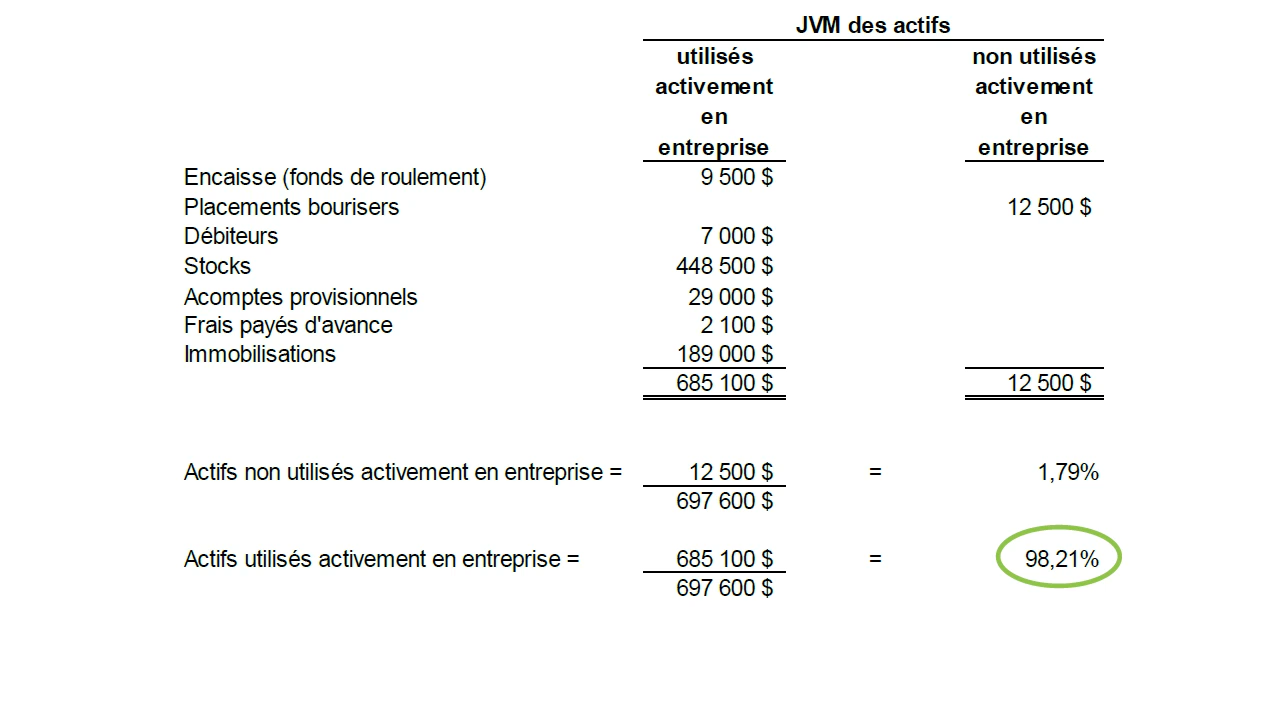 JVM des actifs
utilisés non utilisés
activement activement
en en
entreprise entreprise
Encaisse (fonds de roulement) 9 500 $
Placements bourisers 12 500 $
Débiteurs 7 000 $
Stocks 448 500 $
Acomptes provisionnels 29 000 $
Frais payés d'avance 2 100 $
Immobilisations 189 000 $
685 100 $ 12 500 $
Actifs non utilisés activement en entreprise = 12 500 $ = 1,79%
697 600 $
Actifs utilisés activement en entreprise = 685 100 $ = 98,21%
697 600 $